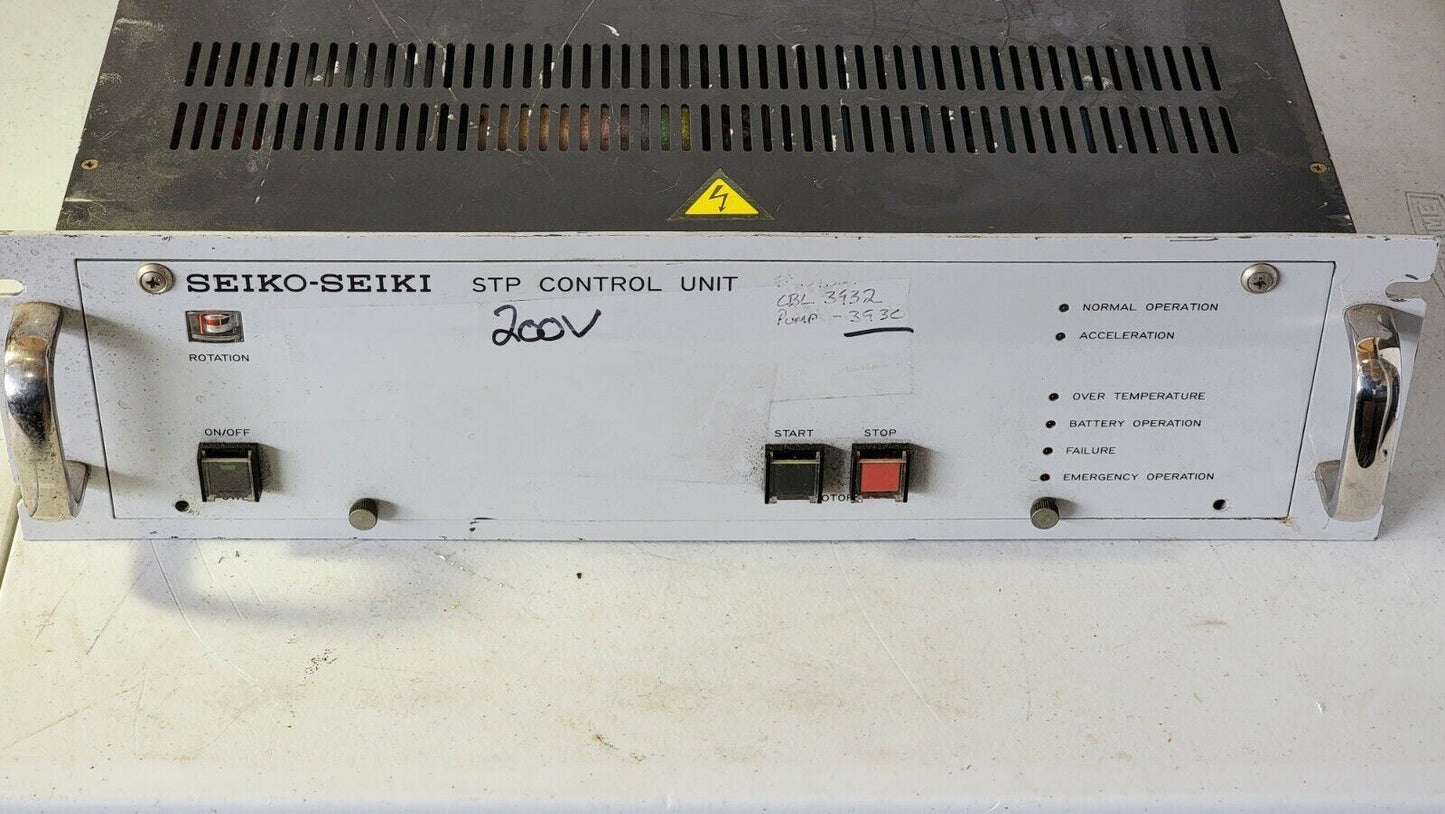 SEIKO-SEIKI STP CONTROL UNIT
200V
CBL 3932
PUMP - 393C
ROTATION
NORMAL OPERATION
ACCELERATION
OVER TEMPERATURE
BATTERY OPERATION
FAILURE
EMERGENCY OPERATION
ON/OFF
START STOP